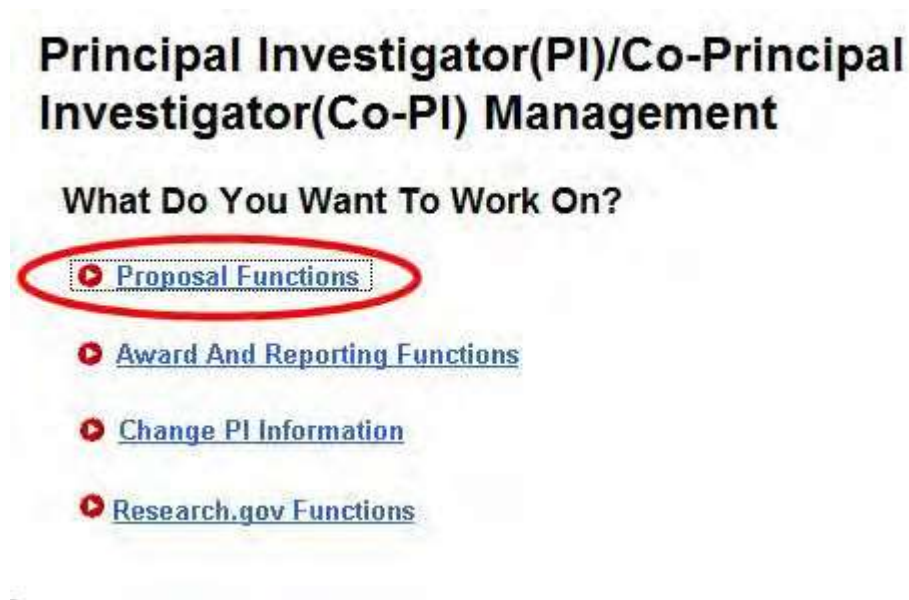 Principal Investigator(PI)/Co-Principal
Investigator(Co-PI) Management
What Do You Want To Work On?
Proposal Functions
Award And Reporting Functions
Change PI Information
Research.gov Functions